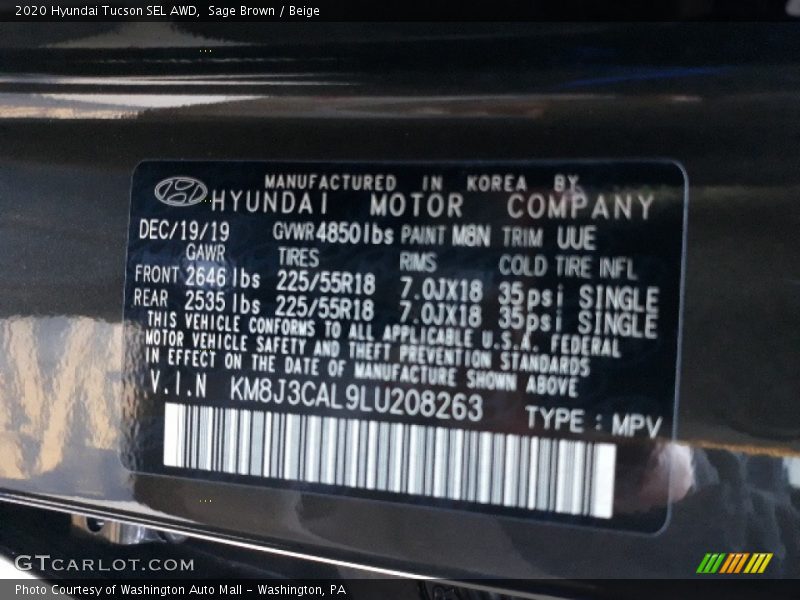 2020 Hyundai Tucson SEL AWD, Sage Brown / Beige
MANUFACTURED IN KOREA BY
HYUNDAI MOTOR COMPANY
DEC/19/19 GVWR 4850 lbs PAINT M8N TRIM UUE
GAWR TIRES RIMS COLD TIRE INFL
FRONT 2646 lbs 225/55R18 7.0JX18 35psi SINGLE
REAR 2535 lbs 225/55R18 7.0JX18 35psi SINGLE
THIS VEHICLE CONFORMS TO ALL APPLICABLE U.S.A. FEDERAL
MOTOR VEHICLE SAFETY AND THEFT PREVENTION STANDARDS
IN EFFECT ON THE DATE OF MANUFACTURE SHOWN ABOVE
V.I.N KM8J3CAL9LU208263 TYPE : MPV
GTCARLOT.COM
Photo Courtesy of Washington Auto Mall - Washington, PA